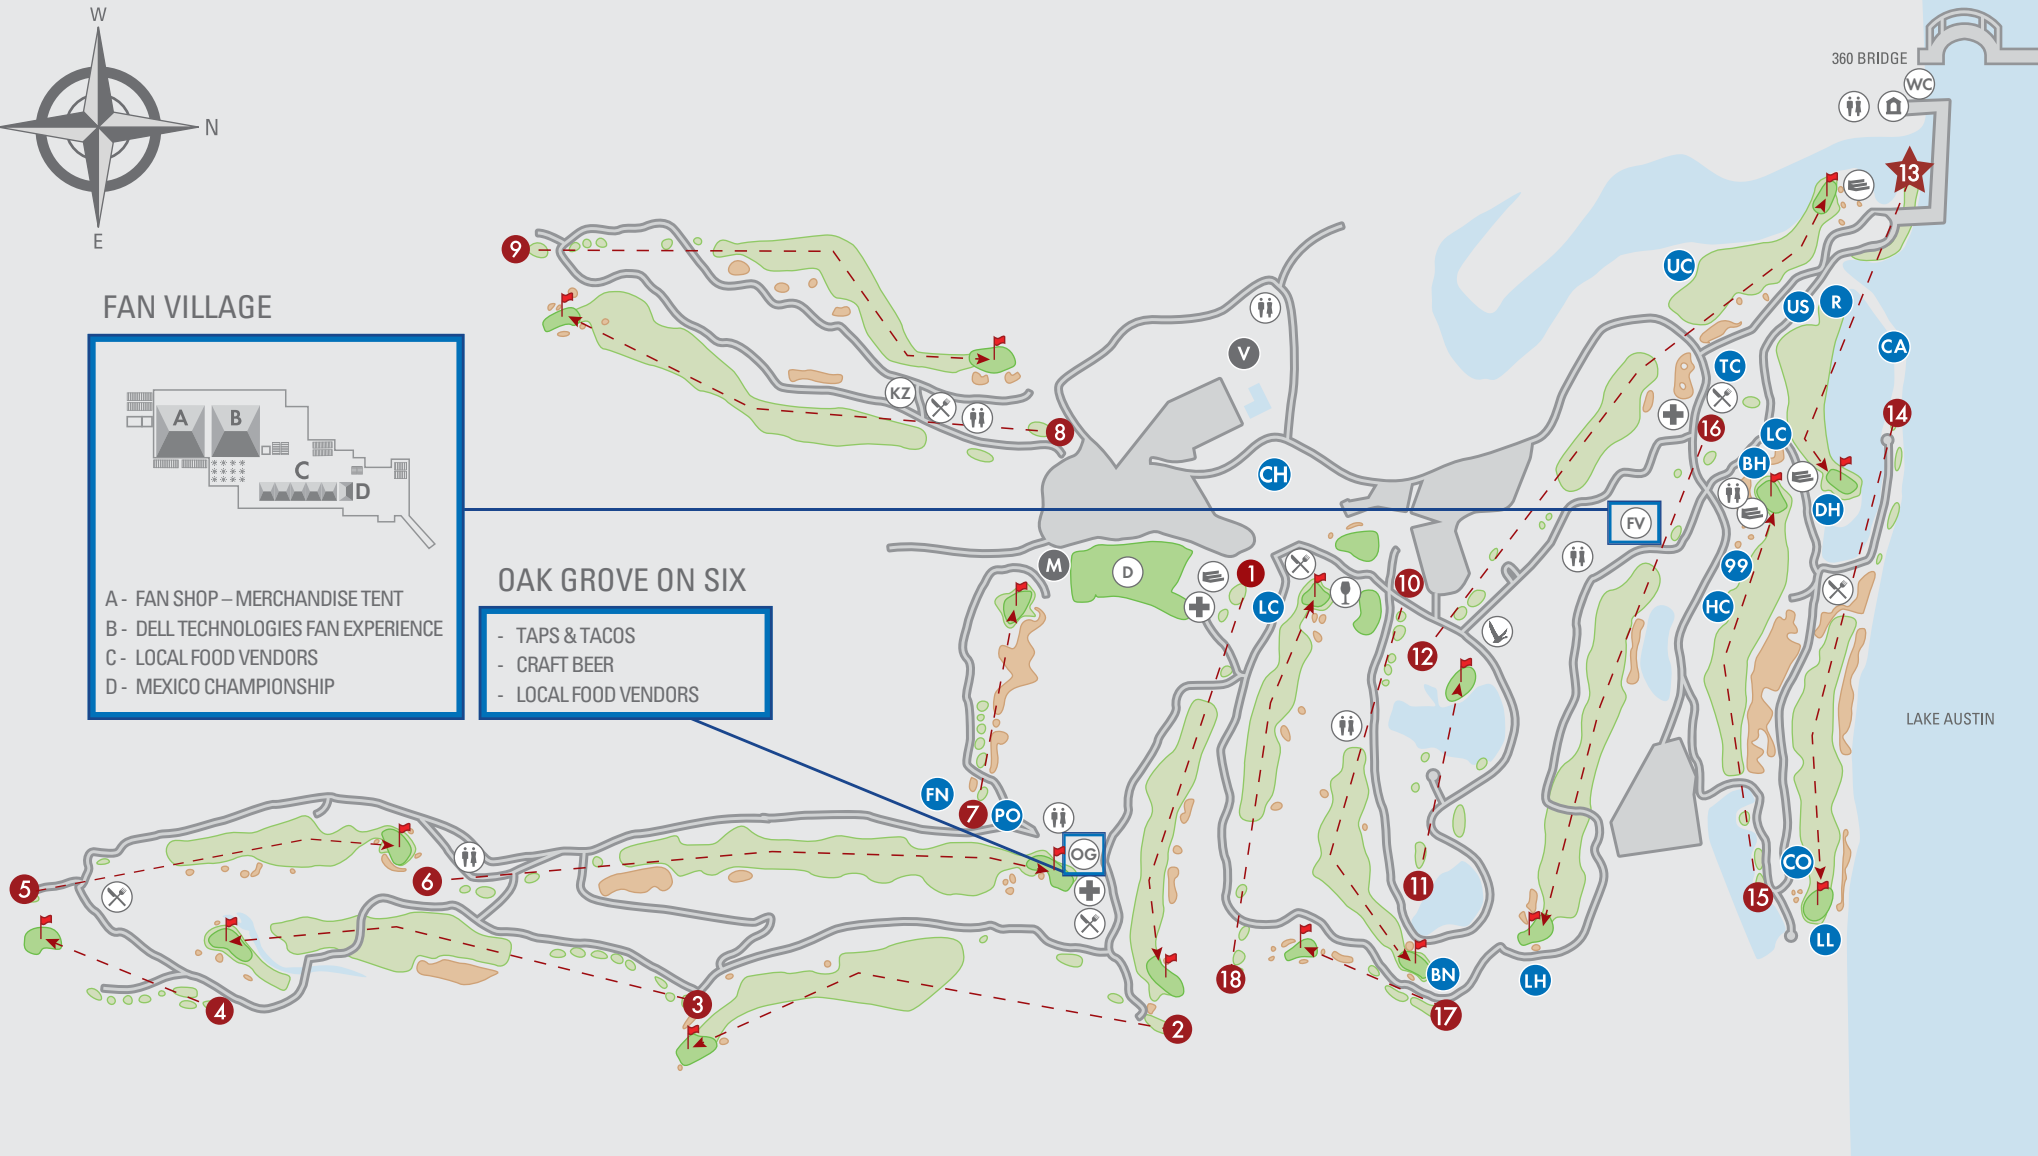 W
N
E
360 BRIDGE
WC
13
9
UC
US
R
CA
FAN VILLAGE
A
B
C
D
A - FAN SHOP – MERCHANDISE TENT
B - DELL TECHNOLOGIES FAN EXPERIENCE
C - LOCAL FOOD VENDORS
D - MEXICO CHAMPIONSHIP
V
TC
KZ
8
16
14
LC
BH
CH
DH
FV
OAK GROVE ON SIX
- TAPS & TACOS
- CRAFT BEER
- LOCAL FOOD VENDORS
M
D
1
LC
10
99
HC
12
LAKE AUSTIN
FN
7
PO
OG
5
6
11
CO
15
LL
18
BN
LH
4
3
2
17